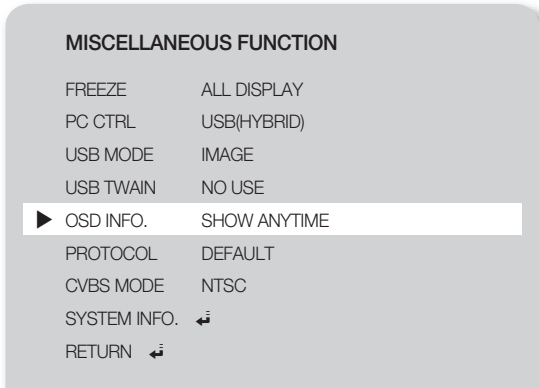 MISCELLANEOUS FUNCTION
FREEZE ALL DISPLAY
PC CTRL USB(HYBRID)
USB MODE IMAGE
USB TWAIN NO USE
OSD INFO. SHOW ANYTIME
PROTOCOL DEFAULT
CVBS MODE NTSC
SYSTEM INFO.
RETURN